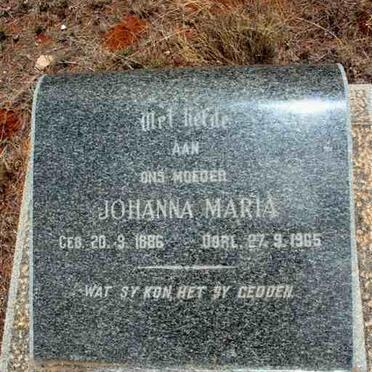 Met liefde
AAN
ONS MOEDER
JOHANNA MARIA
GEB. 20. 9. 1886 OORL. 27. 9. 1965
WAT SY KON, HET SY GEDOEN.